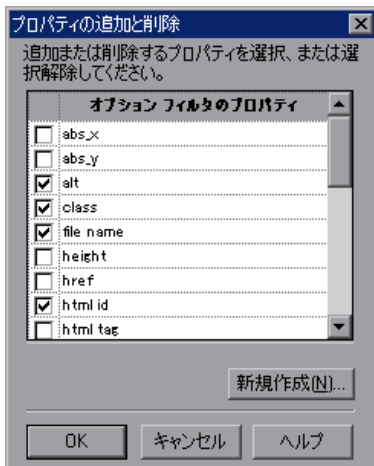 プロパティの追加と削除
追加または削除するプロパティを選択、または選
択解除してください。
オプション フィルタのプロパティ
abs_x
abs_y
alt
class
file name
height
href
html id
html tag
新規作成(N)...
OK
キャンセル
ヘルプ